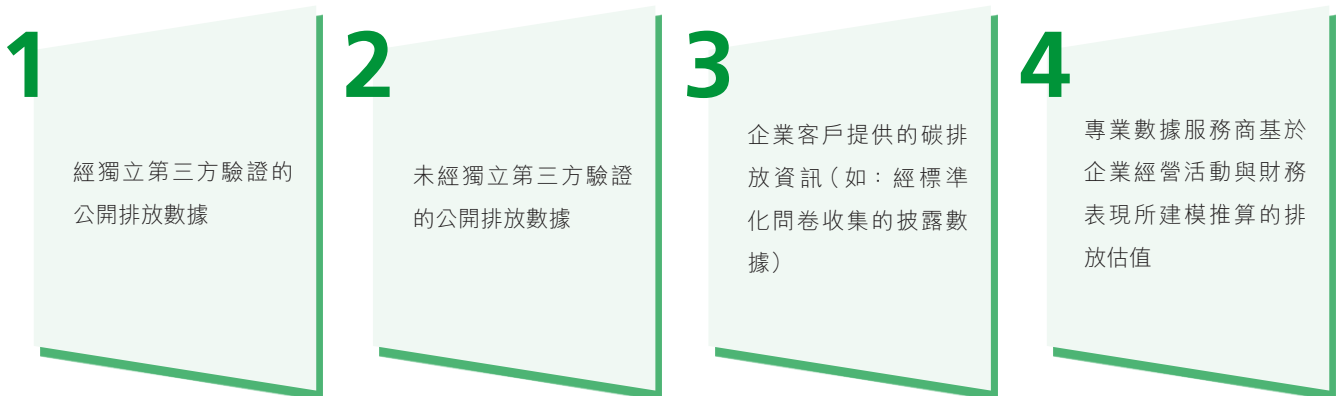 1
經獨立第三方驗證的
公開排放數據
2
未經獨立第三方驗證
的公開排放數據
3
企業客戶提供的碳排
放資訊（如：經標準
化問卷收集的披露數
據）
4
專業數據服務商基於
企業經營活動與財務
表現所建模推算的排
放估值